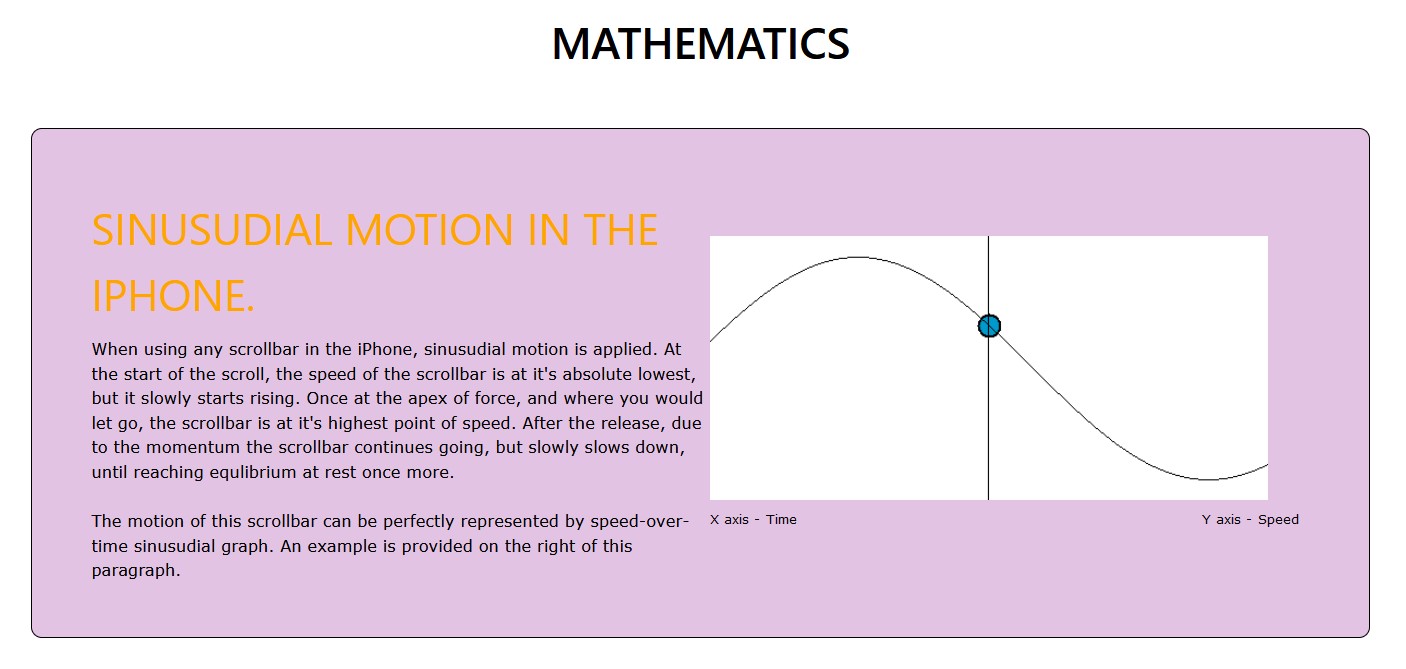 MATHEMATICS
SINUSUDIAL MOTION IN THE
IPHONE.
When using any scrollbar in the iPhone, sinusudial motion is applied. At
the start of the scroll, the speed of the scrollbar is at it's absolute lowest,
but it slowly starts rising. Once at the apex of force, and where you would
let go, the scrollbar is at it's highest point of speed. After the release, due
to the momentum the scrollbar continues going, but slowly slows down,
until reaching equlibrium at rest once more.
The motion of this scrollbar can be perfectly represented by speed-over-
time sinusudial graph. An example is provided on the right of this
paragraph.
X axis - Time
Y axis - Speed